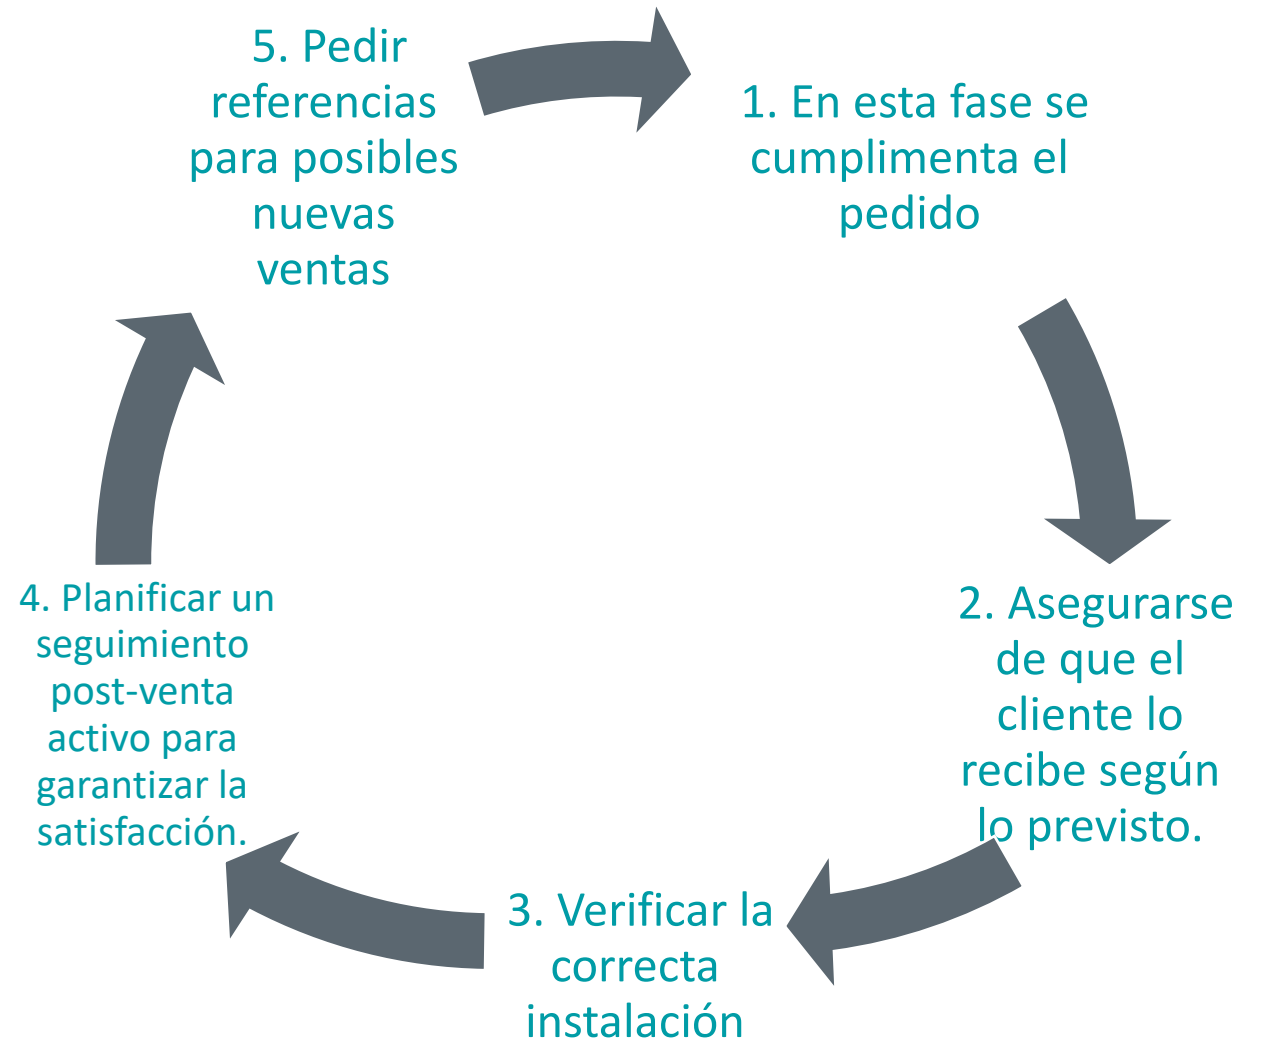 1. En esta fase se
cumplimenta el
pedido
2. Asegurarse
de que el
cliente lo
recibe según
lo previsto.
3. Verificar la
correcta
instalación
4. Planificar un
seguimiento
post-venta
activo para
garantizar la
satisfacción.
5. Pedir
referencias
para posibles
nuevas
ventas